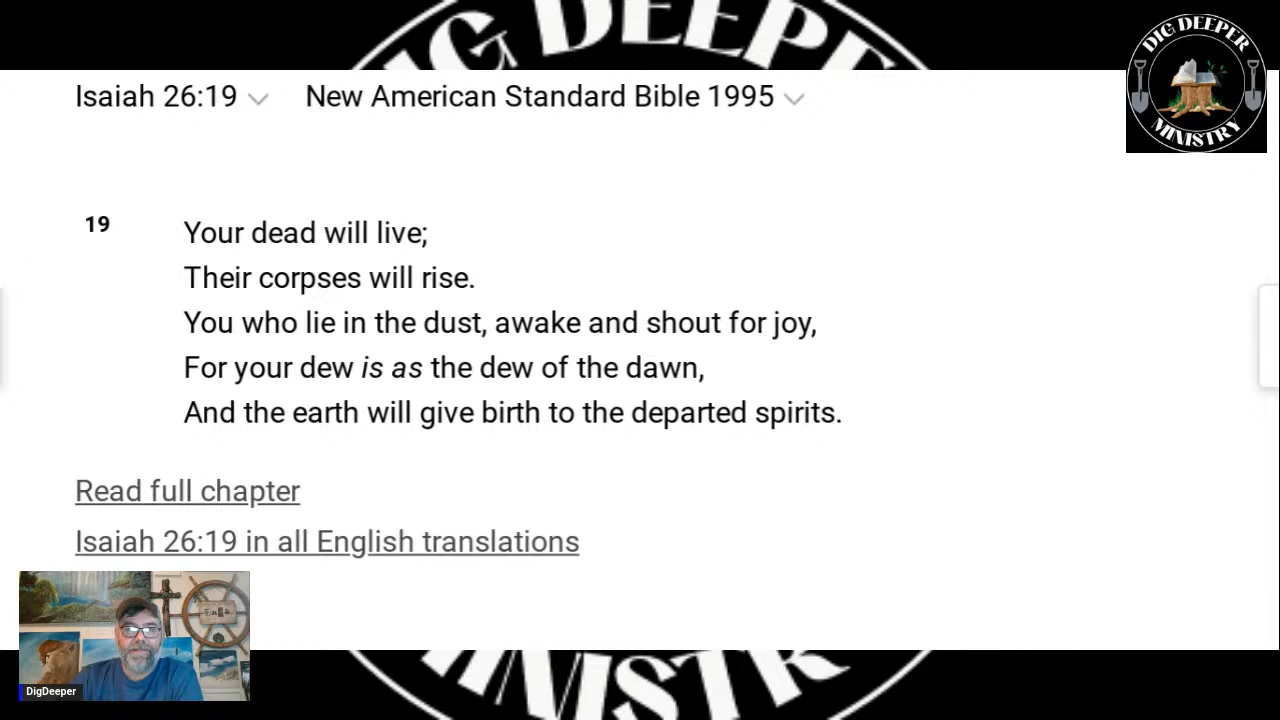 DIG DEEPER
Isaiah 26:19 New American Standard Bible 1995
DIG DEEPER
MINISTRY
19 Your dead will live;
Their corpses will rise.
You who lie in the dust, awake and shout for joy,
For your dew is as the dew of the dawn,
And the earth will give birth to the departed spirits.
Read full chapter
Isaiah 26:19 in all English translations
DigDeeper